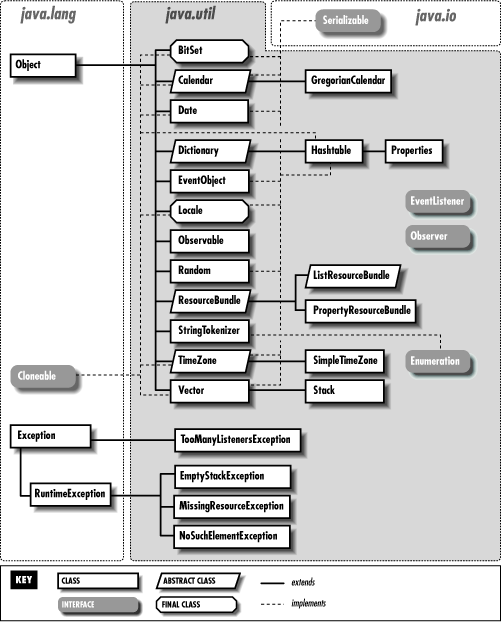 java.lang
java.util
java.io
Serializable
Object
BitSet
Calendar
GregorianCalendar
Date
Dictionary
Hashtable
Properties
EventObject
EventListener
Locale
Observer
Observable
Random
ListResourceBundle
ResourceBundle
PropertyResourceBundle
StringTokenizer
TimeZone
SimpleTimeZone
Enumeration
Cloneable
Vector
Stack
Exception
TooManyListenersException
EmptyStackException
RuntimeException
MissingResourceException
NoSuchElementException
KEY
CLASS
ABSTRACT CLASS
extends
INTERFACE
FINAL CLASS
implements